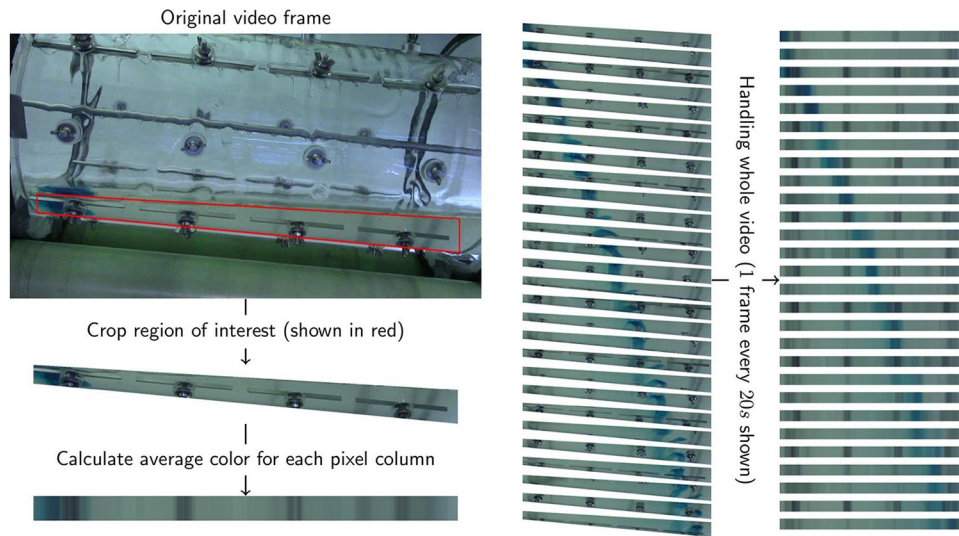 Original video frame
Crop region of interest (shown in red)
Calculate average color for each pixel column
Handling whole video (1 frame every 20s shown)